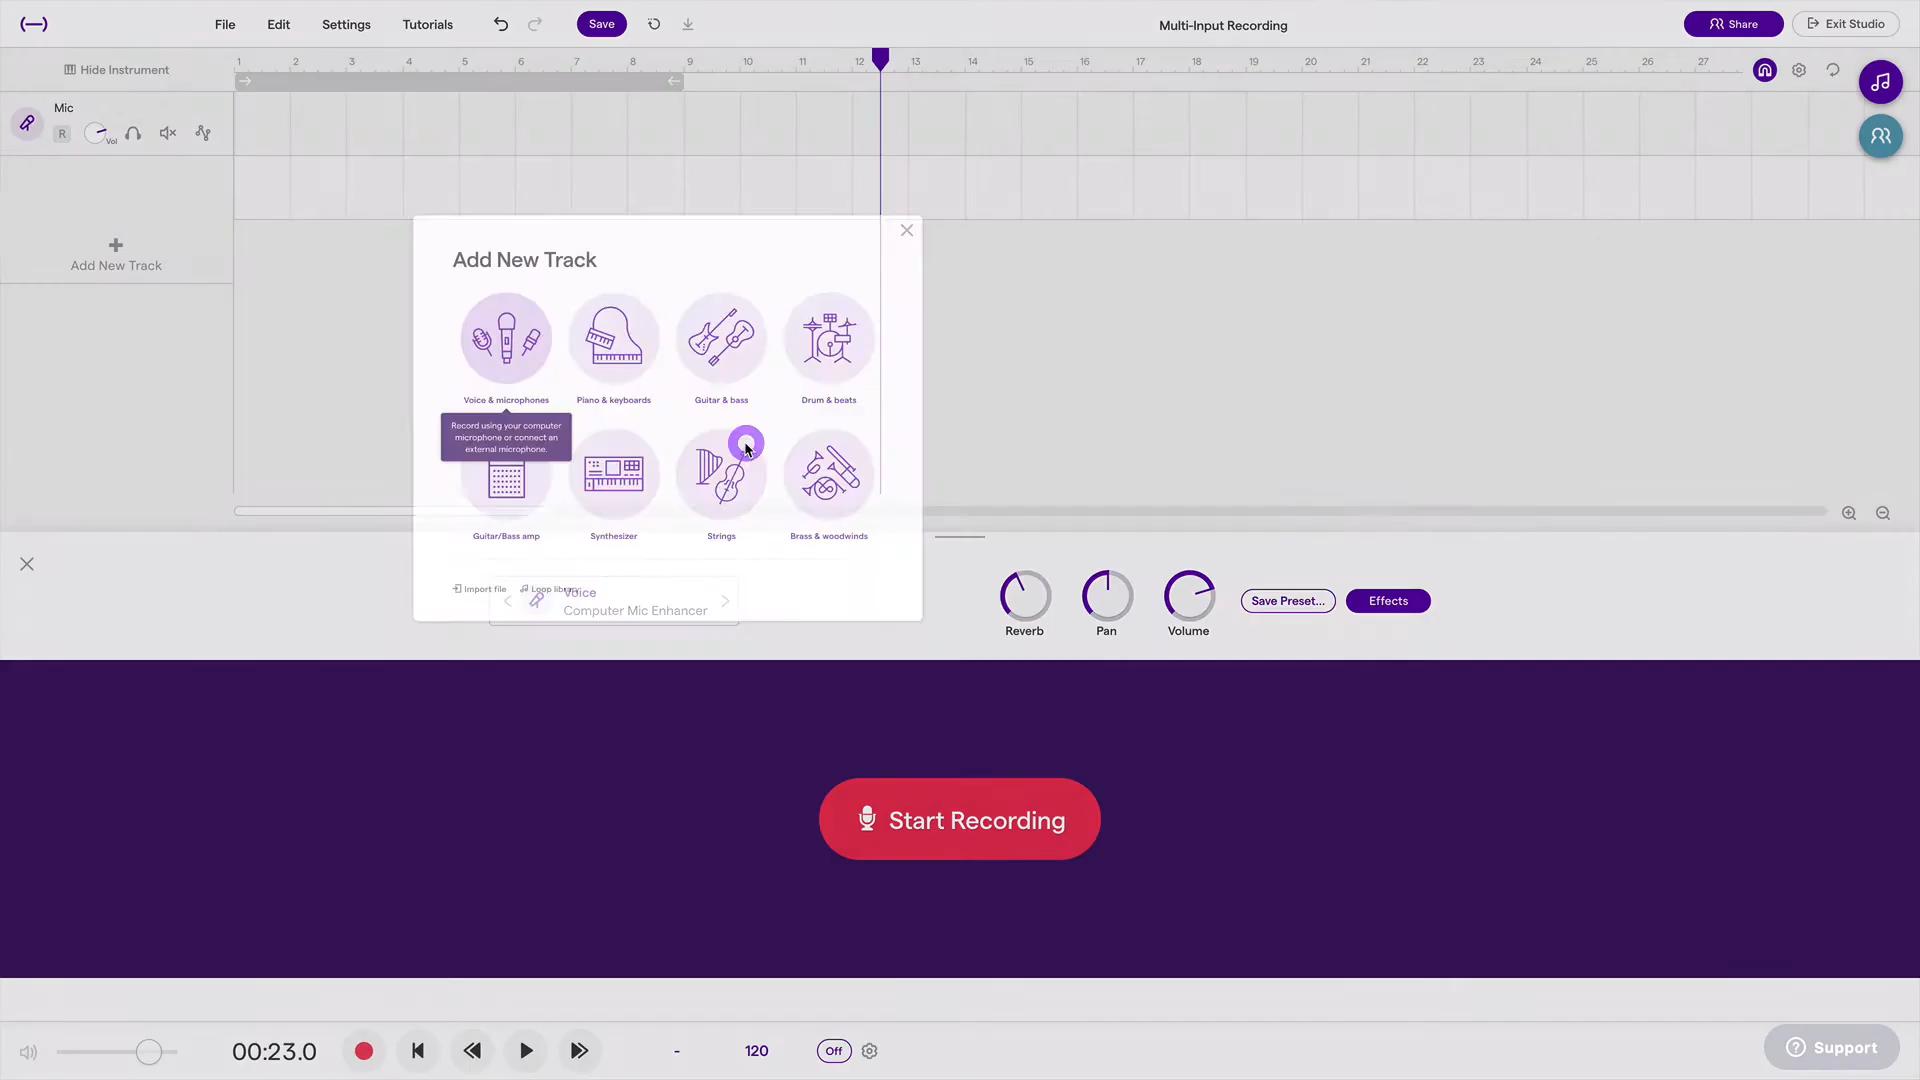 File Edit Settings Tutorials Save Multi-Input Recording Share Exit Studio
Hide Instrument
1 2 3 4 5 6 7 8 9 10 11 12 13 14 15 16 17 18 19 20 21 22 23 24 25 26 27
Mic
R Vol
Add New Track
Add New Track
Voice & microphones Piano & keyboards Guitar & bass Drum & beats
Record using your computer
microphone or connect an
external microphone.
Guitar/Bass amp Synthesizer Strings Brass & woodwinds
Import file Loop library
Voice
Computer Mic Enhancer
Reverb Pan Volume Save Preset... Effects
Start Recording
00:23.0 - 120 Off
Support